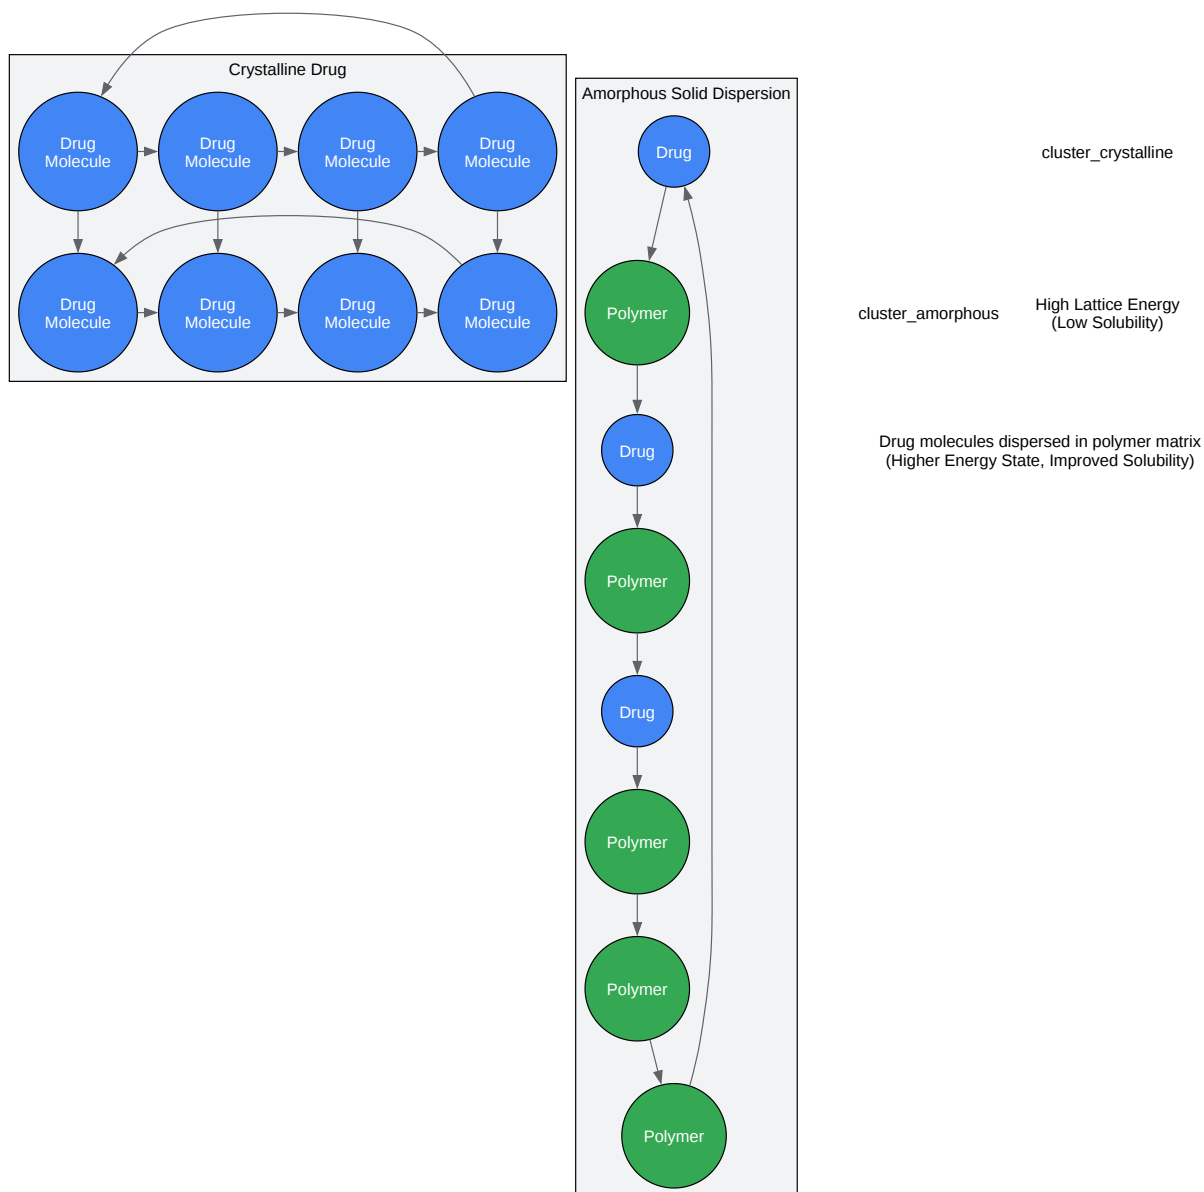 Crystalline Drug
Drug
Molecule
Drug
Molecule
Drug
Molecule
Drug
Molecule
Drug
Molecule
Drug
Molecule
Drug
Molecule
Drug
Molecule
Amorphous Solid Dispersion
Drug
Polymer
Drug
Polymer
Drug
Polymer
Polymer
Polymer
cluster_crystalline
cluster_amorphous
High Lattice Energy
(Low Solubility)
Drug molecules dispersed in polymer matrix
(Higher Energy State, Improved Solubility)